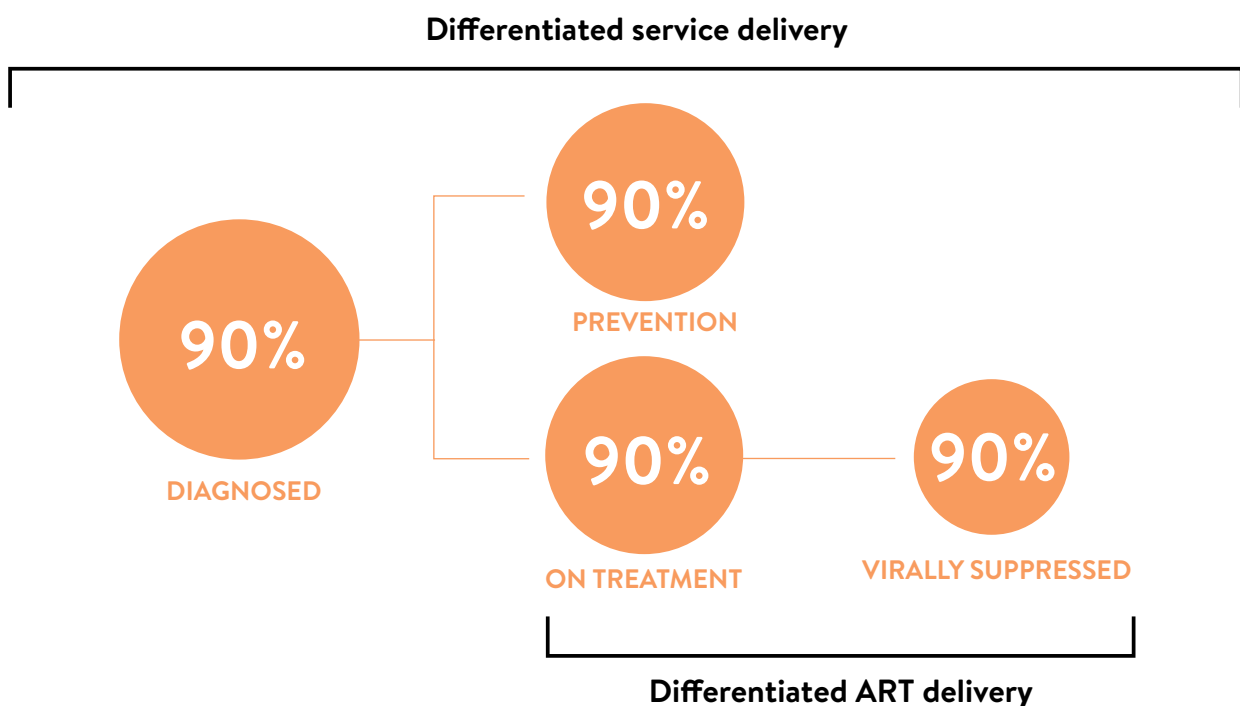 Differentiated service delivery
90%
PREVENTION
90%
DIAGNOSED
90%
ON TREATMENT
90%
VIRALLY SUPPRESSED
Differentiated ART delivery